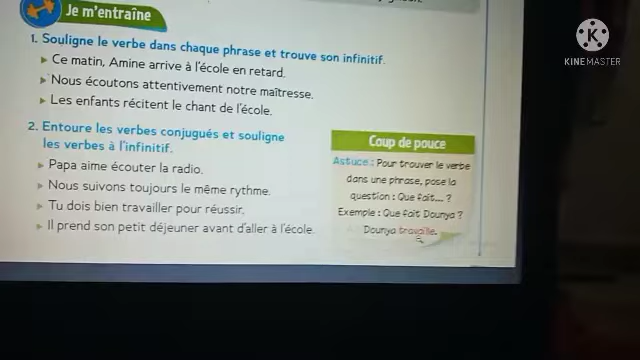 Je m'entraîne
KINEMASTER
1. Souligne le verbe dans chaque phrase et trouve son infinitif.
Ce matin, Amine arrive à l'école en retard.
Nous écoutons attentivement notre maîtresse.
Les enfants récitent le chant de l'école.
2. Entoure les verbes conjugués et souligne
les verbes à l'infinitif.
Papa aime écouter la radio.
Nous suivons toujours le même rythme.
Tu dois bien travailler pour réussir.
Il prend son petit déjeuner avant d'aller à l'école.
Coup de pouce
Astuce : Pour trouver le verbe
dans une phrase, pose la
question : Que fait... ?
Exemple : Que fait Dounya ?
Dounya travaille.